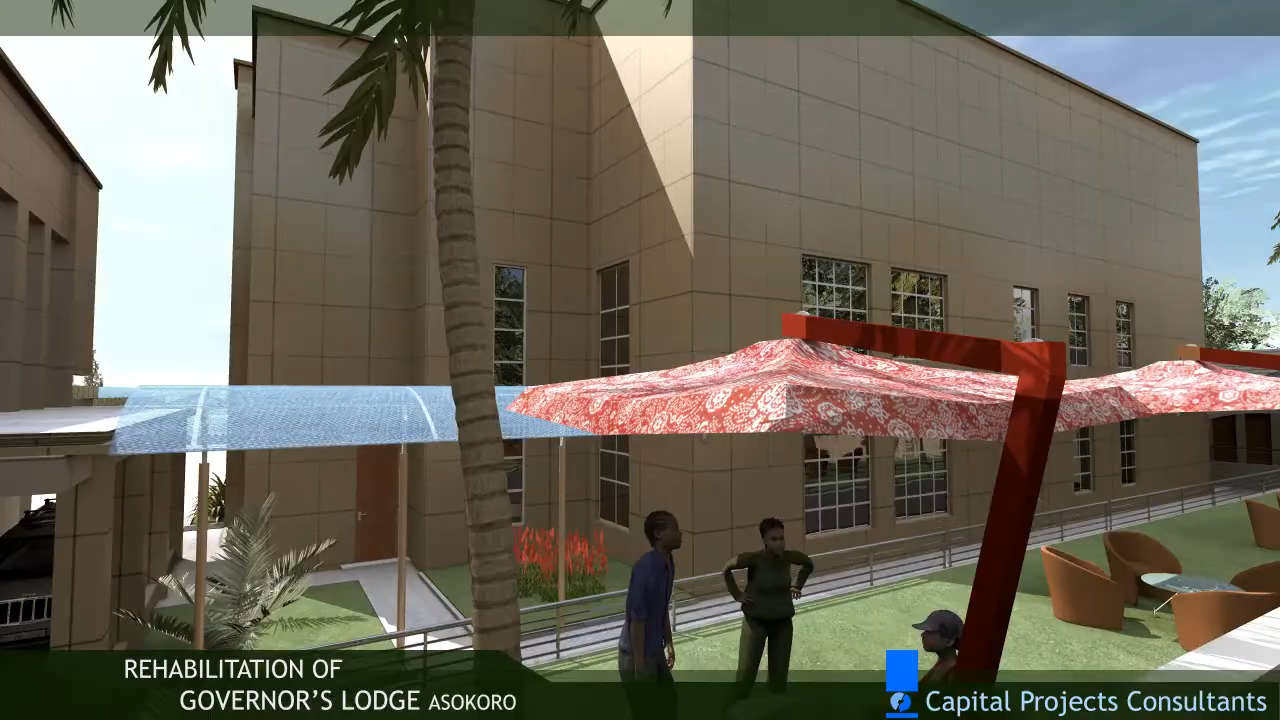 REHABILITATION OF
GOVERNOR'S LODGE ASOKORO
Capital Projects Consultants